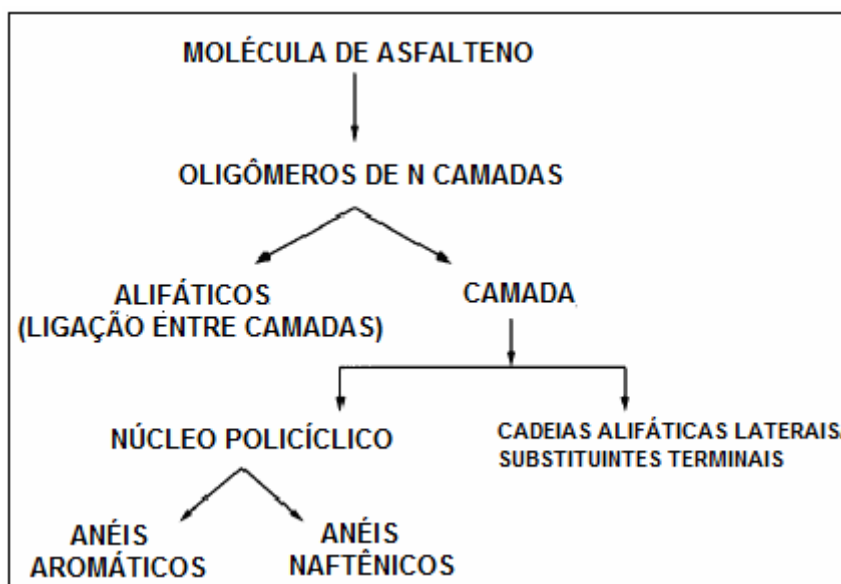 MOLÉCULA DE ASFALTENO
OLIGÔMEROS DE N CAMADAS
ALIFÁTICOS
(LIGAÇÃO ENTRE CAMADAS)
CAMADA
NÚCLEO POLICÍCLICO
CADEIAS ALIFÁTICAS LATERAIS/
SUBSTITUINTES TERMINAIS
ANÉIS
AROMÁTICOS
ANÉIS
NAFTÊNICOS